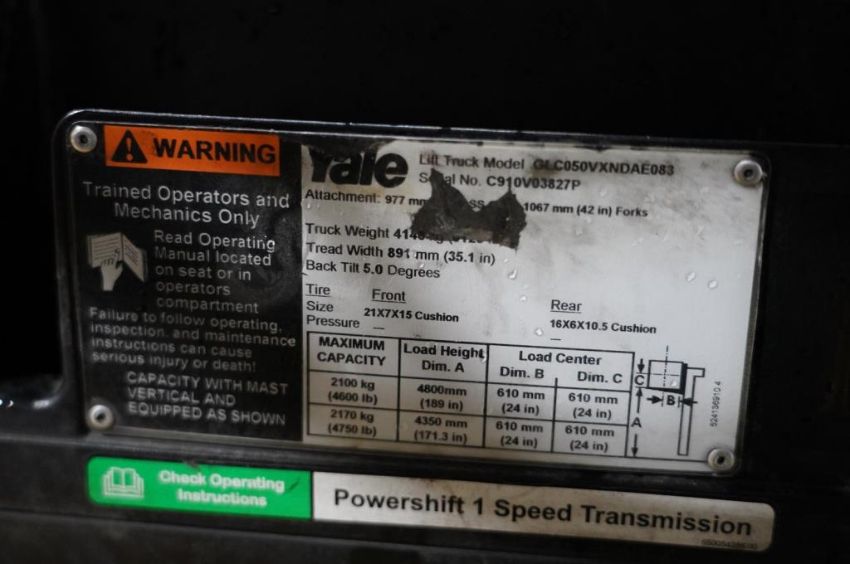 WARNING
Trained Operators and
Mechanics Only
Read Operating
Manual located
on seat or in
operators
compartment
Failure to follow operating,
inspection, and maintenance
instructions can cause
serious injury or death!
CAPACITY WITH MAST
VERTICAL AND
EQUIPPED AS SHOWN
Yale
Lift Truck Model GLC050VXNDAE083
Serial No. C910V03827P
Attachment: 977 mm 1067 mm (42 in) Forks
Truck Weight
Tread Width 891 mm (35.1 in)
Back Tilt 5.0 Degrees
Tire Front Rear
Size 21X7X15 Cushion 16X6X10.5 Cushion
Pressure — —
MAXIMUM CAPACITY Load Height Dim. A Load Center
Dim. B Dim. C
2100 kg 4800mm 610 mm 610 mm
(4600 lb) (189 in) (24 in) (24 in)
2170 kg 4350 mm 610 mm 610 mm
(4750 lb) (171.3 in) (24 in) (24 in)
C
B
A
524136910 4
Check Operating
Instructions
Powershift 1 Speed Transmission